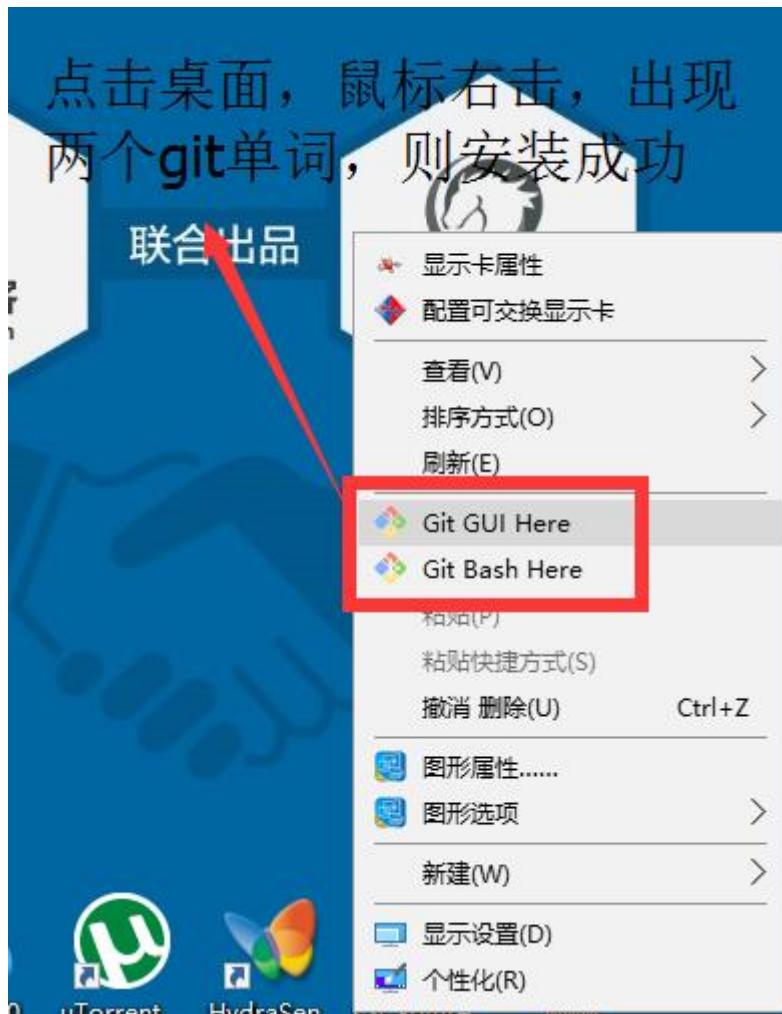 点击桌面，鼠标右击，出现
两个git单词，则安装成功
联合出品
显示卡属性
配置可交换显示卡
查看(V)
排序方式(O)
刷新(E)
Git GUI Here
Git Bash Here
粘贴(P)
粘贴快捷方式(S)
撤消 删除(U) Ctrl+Z
图形属性......
图形选项
新建(W)
显示设置(D)
个性化(R)
µTorrent HydraSen